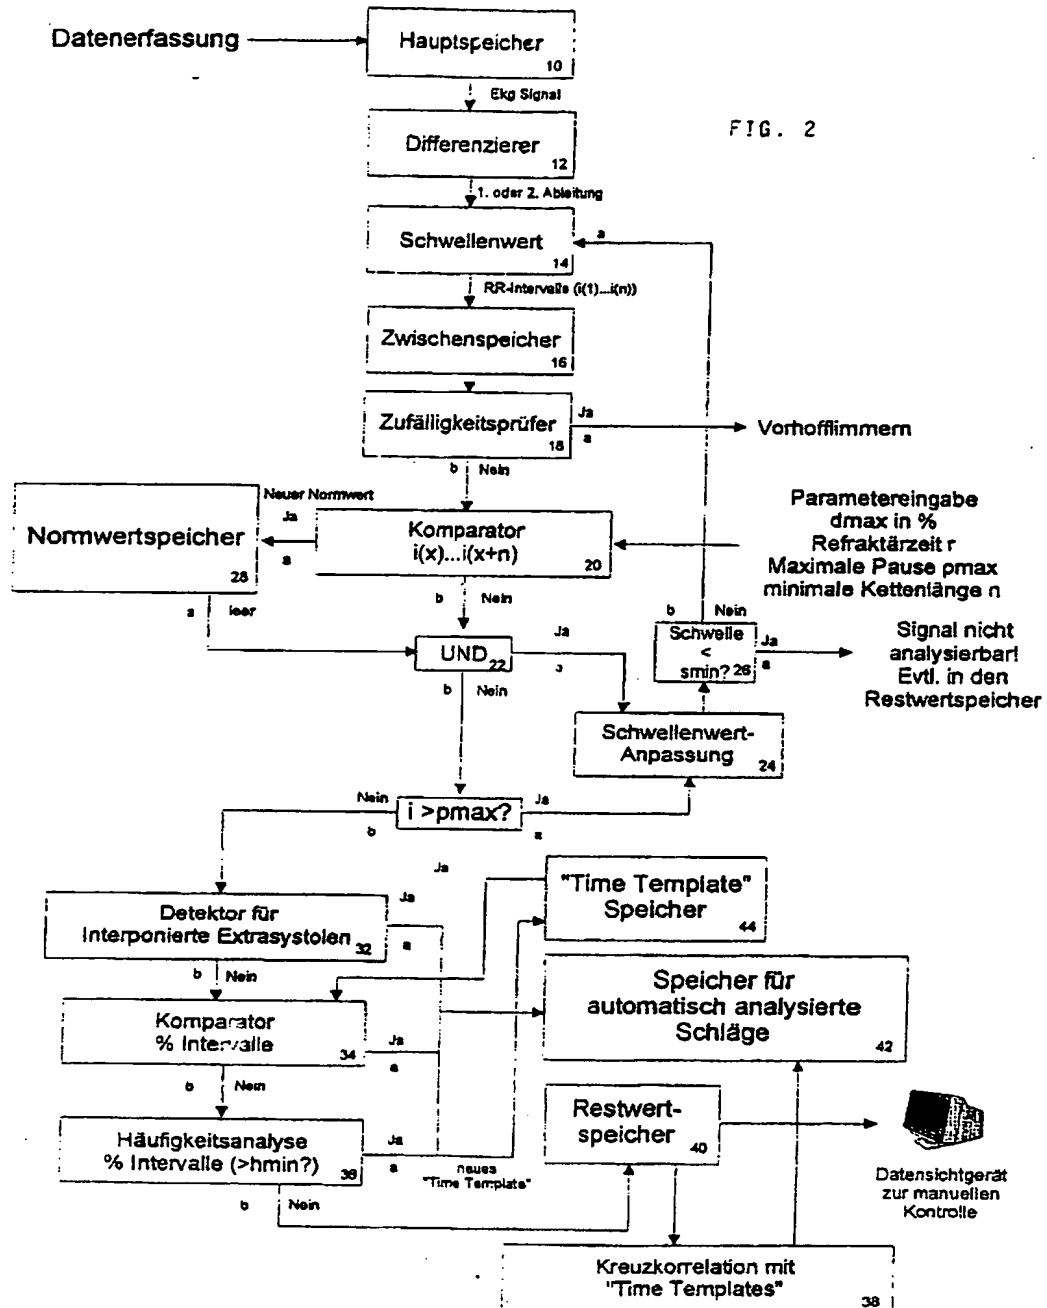 Datenerfassung
Hauptspeicher
10
Ekg Signal
FIG. 2
Differenzierer
12
1. oder 2. Ableitung
Schwellenwert
14
a
RR-Intervalle (i(1)...i(n))
Zwischenspeicher
16
Zufälligkeitsprüfer
18
Ja
a
Vorhofflimmern
b Nein
Neuer Normwert
Ja
a
Normwertspeicher
28
Komparator
i(x)...i(x+n)
20
Parametereingabe
dmax in %
Refraktärzeit r
Maximale Pause pmax
minimale Kettenlänge n
a leer
b Nein
UND
22
Ja
b Nein
b Nein
Schwelle
<
smin?
26
Ja
a
Signal nicht
analysierbar!
Evtl. in den
Restwertspeicher
Schwellenwert-
Anpassung
24
Nein
b
i >pmax?
Ja
a
Ja
Detektor für
Interponierte Extrasystolen
32
Ja
a
"Time Template"
Speicher
44
b Nein
Komparator
% Intervalle
34
Ja
a
Speicher für
automatisch analysierte
Schläge
42
b Nein
Häufigkeitsanalyse
% Intervalle (>hmin?)
Ja
a
neues
"Time Template"
Restwert-
speicher
40
Datensichtgerät
zur manuellen
Kontrolle
b Nein
Kreuzkorrelation mit
"Time Templates"
38